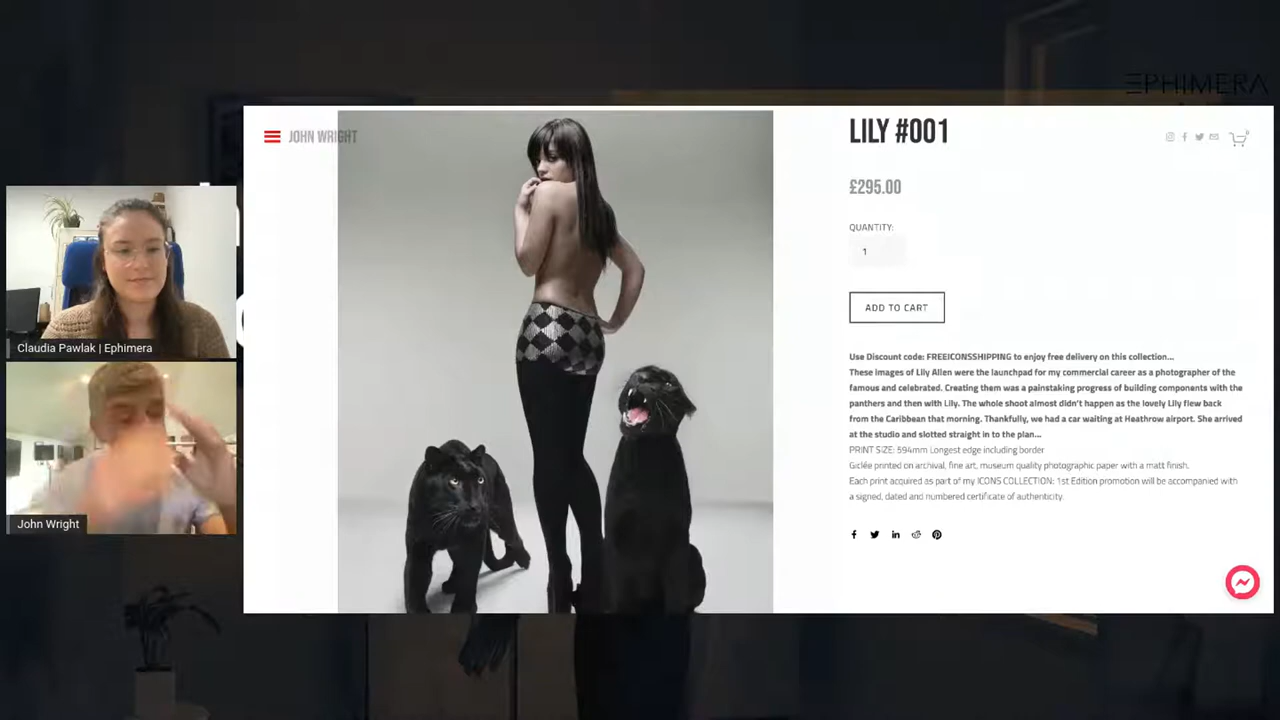 EPHIMERA
JOHN WRIGHT
LILY #001
0
£295.00
QUANTITY:
1
ADD TO CART
Use Discount code: FREEICONSSHIPPING to enjoy free delivery on this collection...
These images of Lily Allen were the launchpad for my commercial career as a photographer of the
famous and celebrated. Creating them was a painstaking progress of building components with the
panthers and then with Lily. The whole shoot almost didn't happen as the lovely Lily flew back
from the Caribbean that morning. Thankfully, we had a car waiting at Heathrow airport. She arrived
at the studio and slotted straight in to the plan...
PRINT SIZE: 594mm Longest edge including border
Giclée printed on archival, fine art, museum quality photographic paper with a matt finish.
Each print acquired as part of my ICONS COLLECTION: 1st Edition promotion will be accompanied with
a signed, dated and numbered certificate of authenticity.
Claudia Pawlak | Ephimera
John Wright